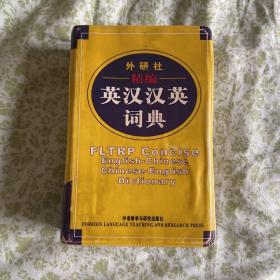 外研社
精编
英汉汉英
词典
FLTRP Concise
English-Chinese
Chinese-English
Dictionary
外语教学与研究出版社
FOREIGN LANGUAGE TEACHING AND RESEARCH PRESS